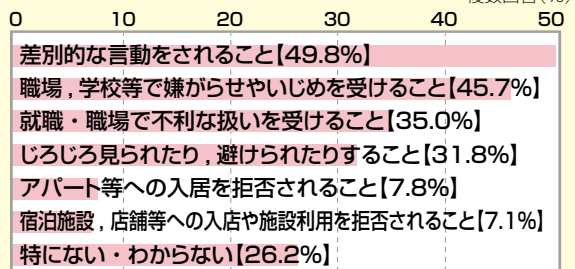 複数回答(%)
0 10 20 30 40 50
差別的な言動をされること【49.8%】
職場,学校等で嫌がらせやいじめを受けること【45.7%】
就職・職場で不利な扱いを受けること【35.0%】
じろじろ見られたり,避けられたりすること【31.8%】
アパート等への入居を拒否されること【7.8%】
宿泊施設,店舗等への入店や施設利用を拒否されること【7.1%】
特にない・わからない【26.2%】